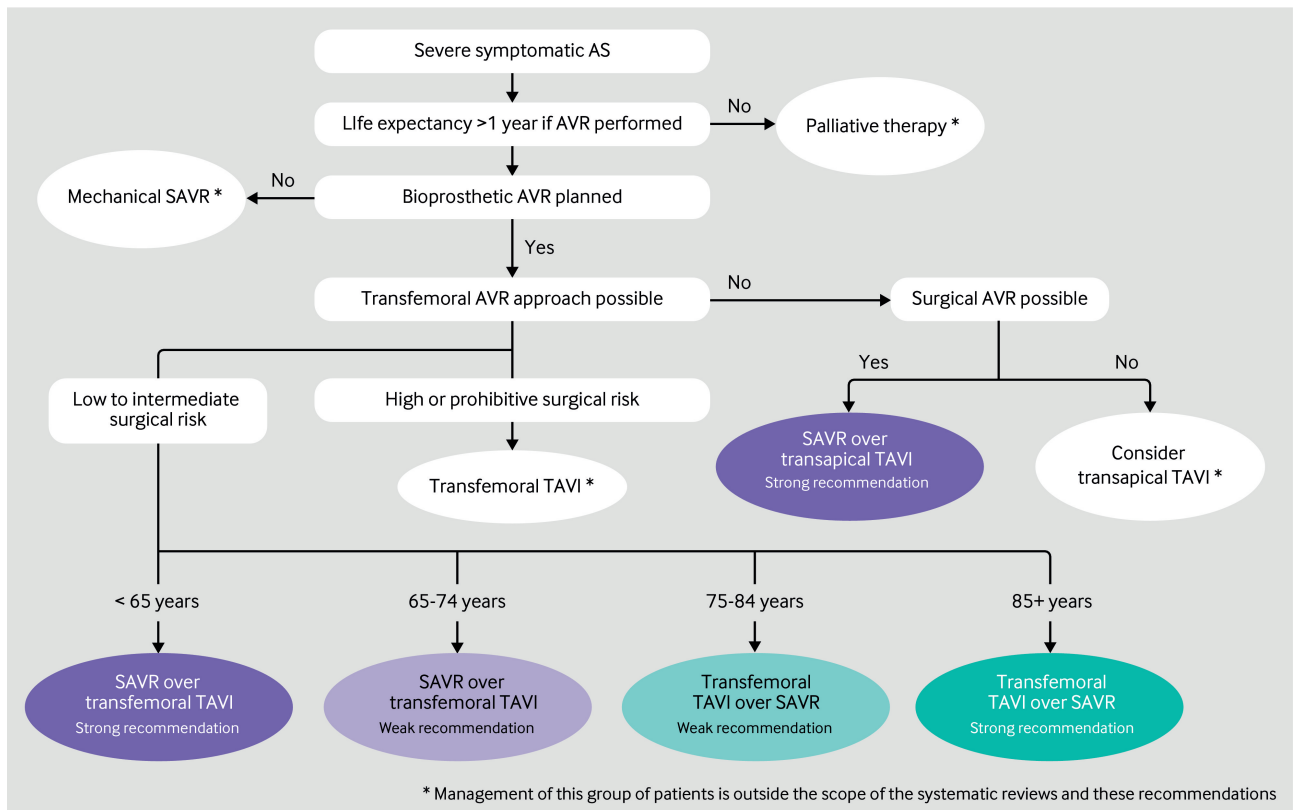 Severe symptomatic AS
LIfe expectancy >1 year if AVR performed
No
Palliative therapy *
Mechanical SAVR *
No
Bioprosthetic AVR planned
Yes
Transfemoral AVR approach possible
No
Surgical AVR possible
Yes
No
Low to intermediate
surgical risk
High or prohibitive surgical risk
SAVR over
transapical TAVI
Strong recommendation
Consider
transapical TAVI *
Transfemoral TAVI *
< 65 years
65-74 years
75-84 years
85+ years
SAVR over
transfemoral TAVI
Strong recommendation
SAVR over
transfemoral TAVI
Weak recommendation
Transfemoral
TAVI over SAVR
Weak recommendation
Transfemoral
TAVI over SAVR
Strong recommendation
* Management of this group of patients is outside the scope of the systematic reviews and these recommendations